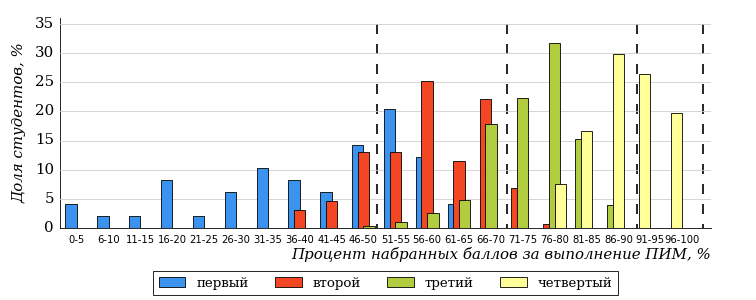 Доля студентов, %
35
30
25
20
15
10
5
0
0-5 6-10 11-15 16-20 21-25 26-30 31-35 36-40 41-45 46-50 51-55 56-60 61-65 66-70 71-75 76-80 81-85 86-90 91-95 96-100
Процент набранных баллов за выполнение ПИМ, %
первый второй третий четвертый